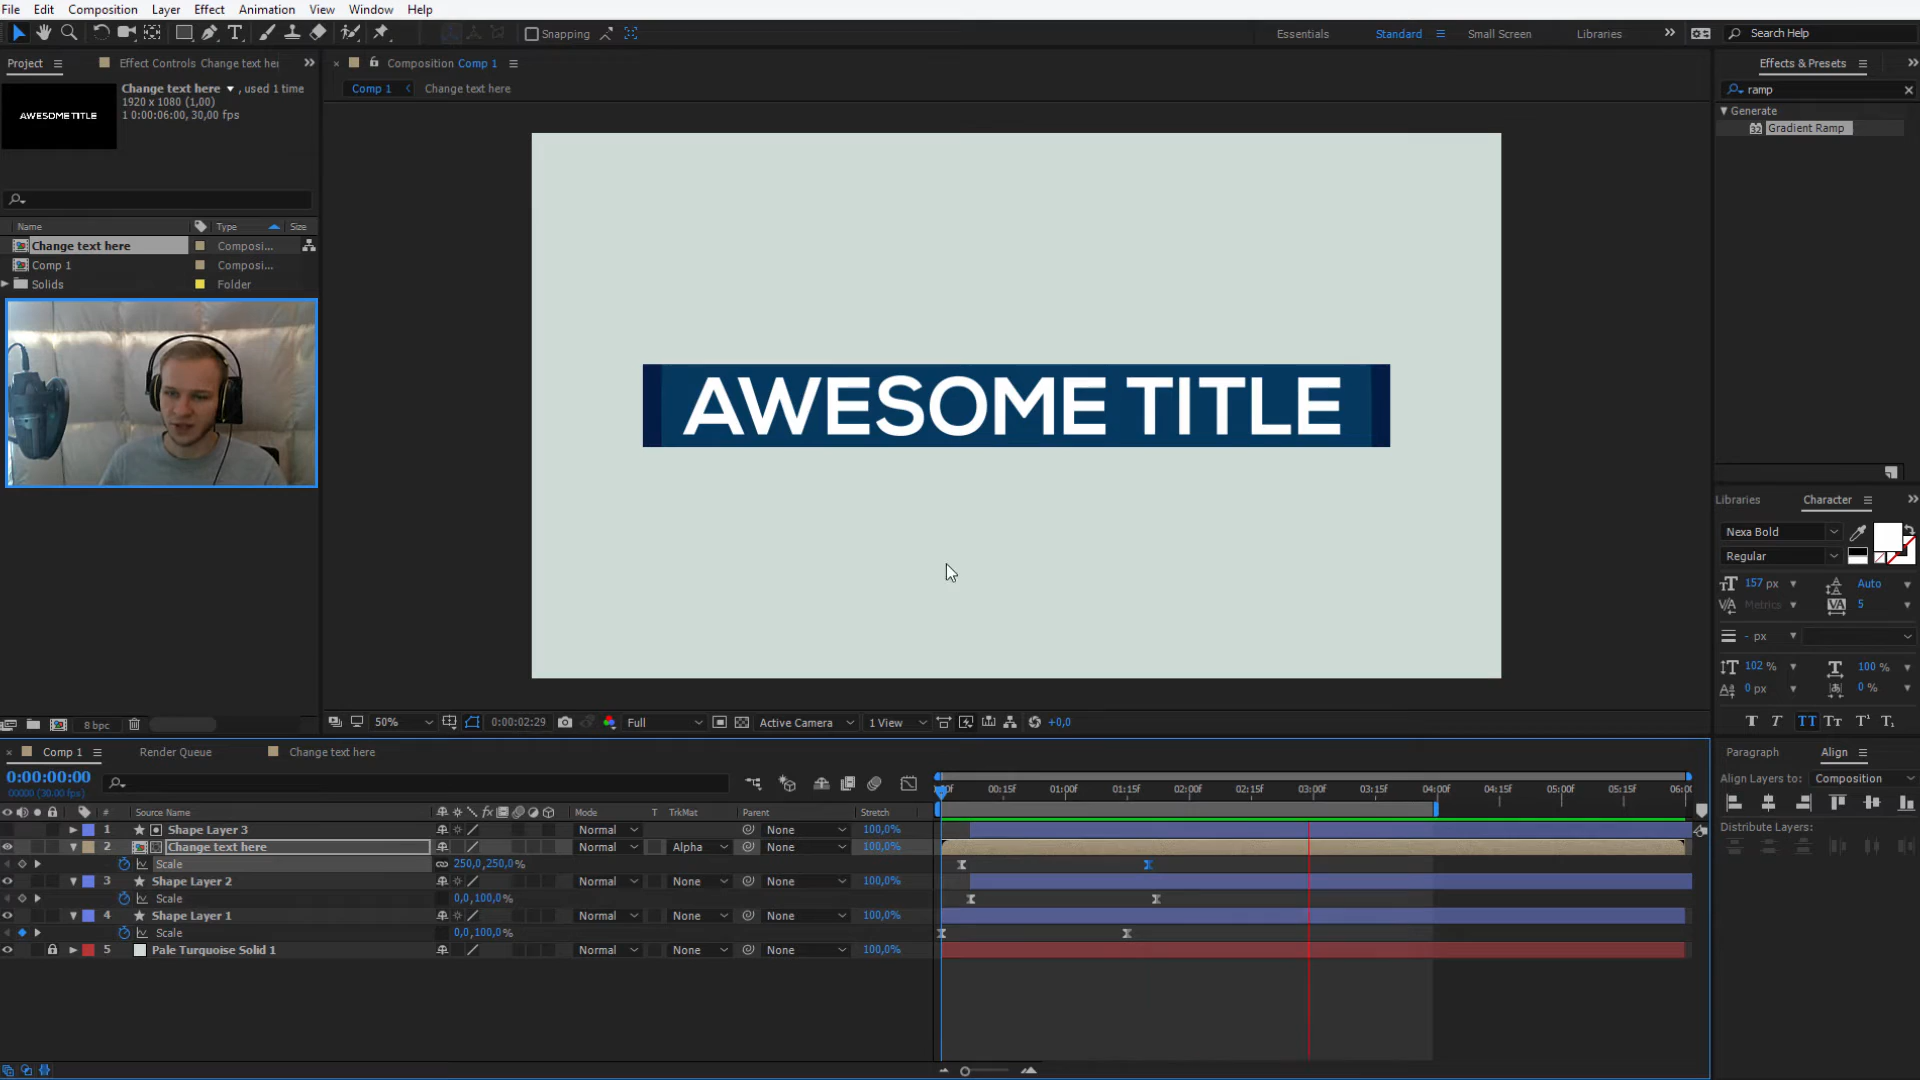 File Edit Composition Layer Effect Animation View Window Help
Snapping
Essentials Standard Small Screen Libraries Search Help
Project Effect Controls Change text her
Composition Comp 1
Effects & Presets
Change text here , used 1 time
1920 x 1080 (1,00)
1 0:00:06:00, 30,00 fps
AWESOME TITLE
Comp 1 Change text here
ramp
Generate
32 Gradient Ramp
Name Type Size
Change text here Composi...
Comp 1 Composi...
Solids Folder
AWESOME TITLE
Libraries Character
Nexa Bold
Regular
157 px Auto
Metrics 5
- px
102 % 100 %
0 px 0 %
8 bpc
50% 0:00:02:29 Full Active Camera 1 View +0,0
Comp 1 Render Queue Change text here
Paragraph Align
Align Layers to: Composition
Distribute Layers:
0:00:00:00
00000 (30.00 fps)
:00f 00:15f 01:00f 01:15f 02:00f 02:15f 03:00f 03:15f 04:00f 04:15f 05:00f 05:15f 06:0
# Source Name fx Mode T TrkMat Parent Stretch
1 Shape Layer 3 Normal None 100,0%
2 Change text here Normal Alpha None 100,0%
Scale 250,0,250,0%
3 Shape Layer 2 Normal None None 100,0%
Scale 0,0,100,0%
4 Shape Layer 1 Normal None None 100,0%
Scale 0,0,100,0%
5 Pale Turquoise Solid 1 Normal None None 100,0%